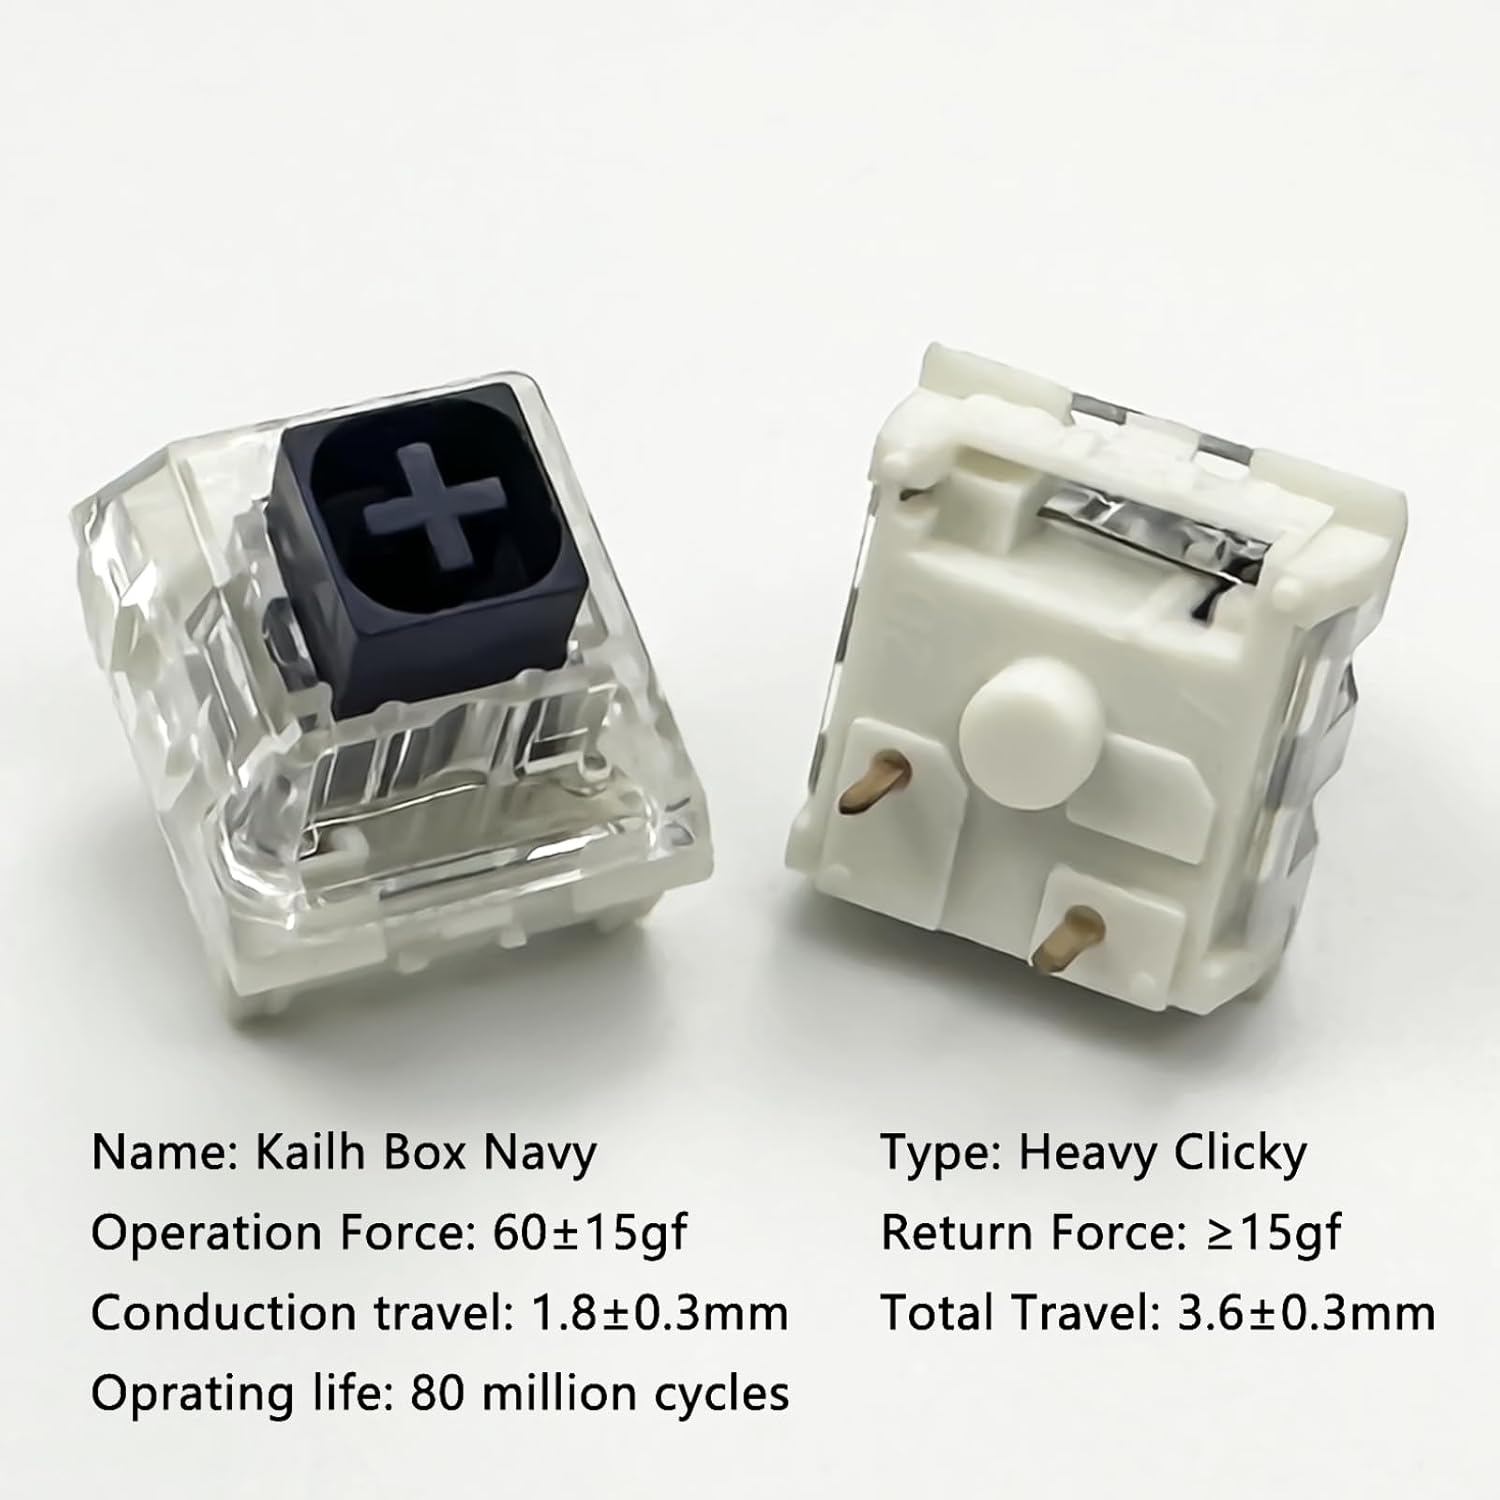 Name: Kailh Box Navy
Type: Heavy Clicky
Operation Force: 60±15gf
Return Force: ≥15gf
Conduction travel: 1.8±0.3mm
Total Travel: 3.6±0.3mm
Oprating life: 80 million cycles